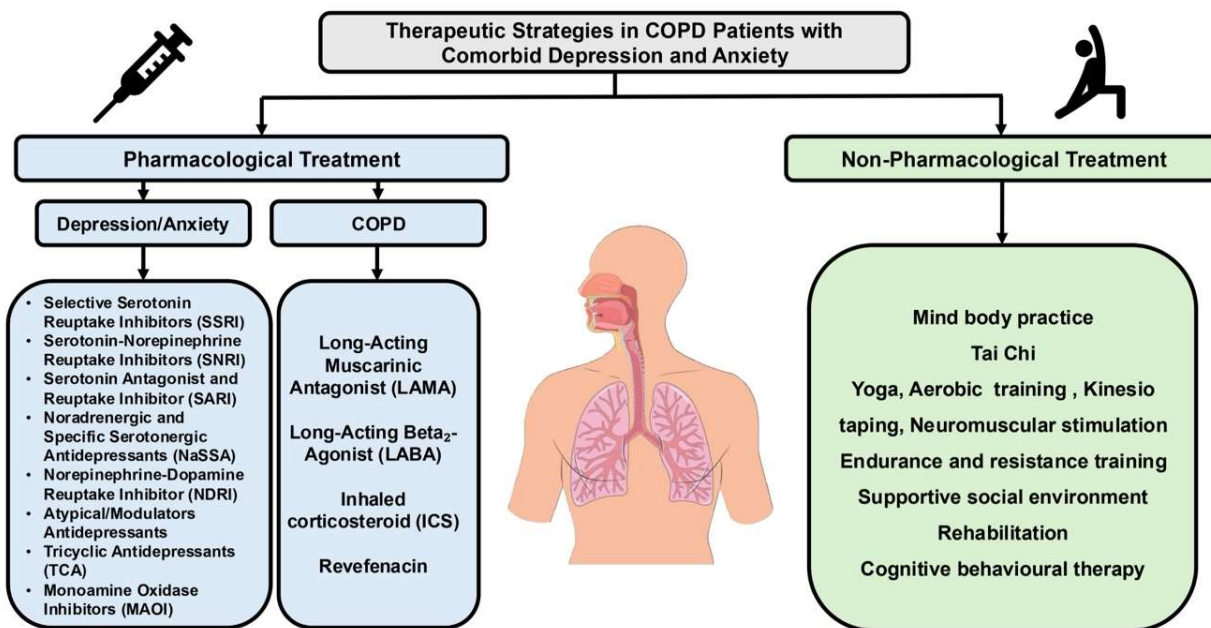 Therapeutic Strategies in COPD Patients with
Comorbid Depression and Anxiety
Pharmacological Treatment
Non-Pharmacological Treatment
Depression/Anxiety
COPD
• Selective Serotonin
Reuptake Inhibitors (SSRI)
• Serotonin-Norepinephrine
Reuptake Inhibitors (SNRI)
• Serotonin Antagonist and
Reuptake Inhibitor (SARI)
• Noradrenergic and
Specific Serotonergic
Antidepressants (NaSSA)
• Norepinephrine-Dopamine
Reuptake Inhibitor (NDRI)
• Atypical/Modulators
Antidepressants
• Tricyclic Antidepressants
(TCA)
• Monoamine Oxidase
Inhibitors (MAOI)
Long-Acting
Muscarinic
Antagonist (LAMA)
Long-Acting Beta₂-
Agonist (LABA)
Inhaled
corticosteroid (ICS)
Revefenacin
Mind body practice
Tai Chi
Yoga, Aerobic training , Kinesio
taping, Neuromuscular stimulation
Endurance and resistance training
Supportive social environment
Rehabilitation
Cognitive behavioural therapy